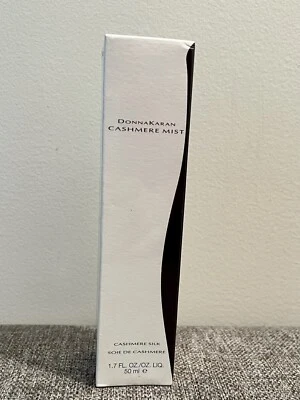 DONNAKARAN
CASHMERE MIST
CASHMERE SILK
SOIE DE CASHMERE
1.7 FL. OZ./OZ. LIQ.
50 ml e